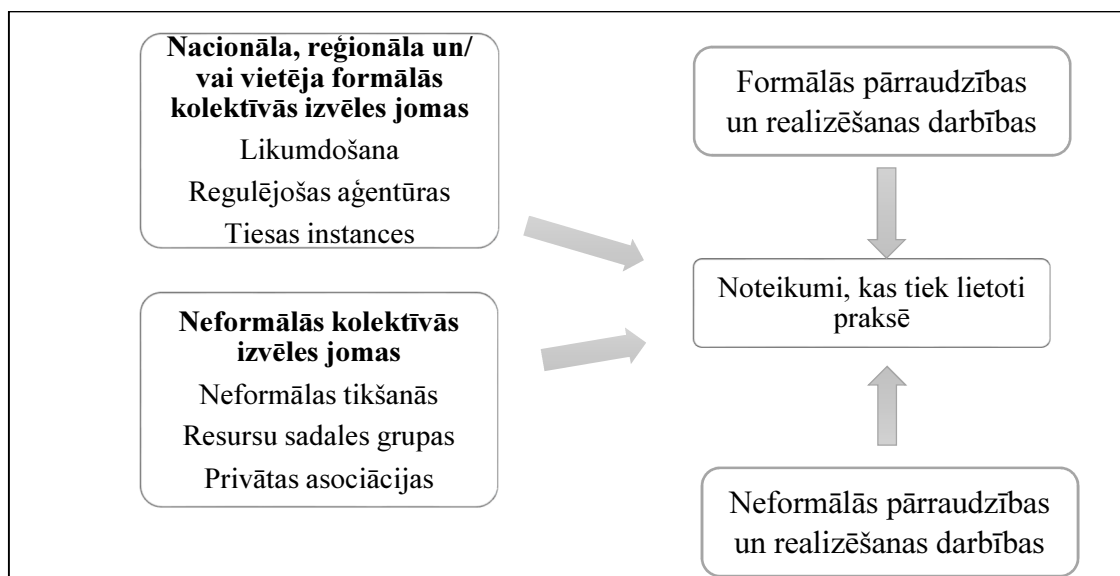 Nacionāla, reģionāla un/
vai vietēja formālās
kolektīvās izvēles jomas
Likumdošana
Regulējošas aģentūras
Tiesas instances
Neformālās kolektīvās
izvēles jomas
Neformālas tikšanās
Resursu sadales grupas
Privātas asociācijas
Formālās pārraudzības
un realizēšanas darbības
Noteikumi, kas tiek lietoti
praksē
Neformālās pārraudzības
un realizēšanas darbības